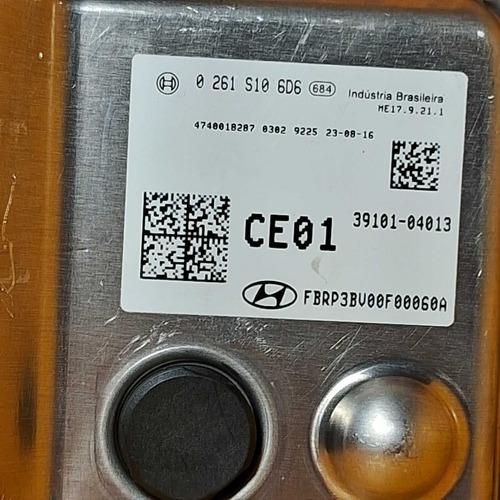 0 261 S10 6D6 684 Indústria Brasileira
ME17.9.21.1
4740018287 0302 9225 23-08-16
CE01 39101-04013
FBRP3BV00F00060A